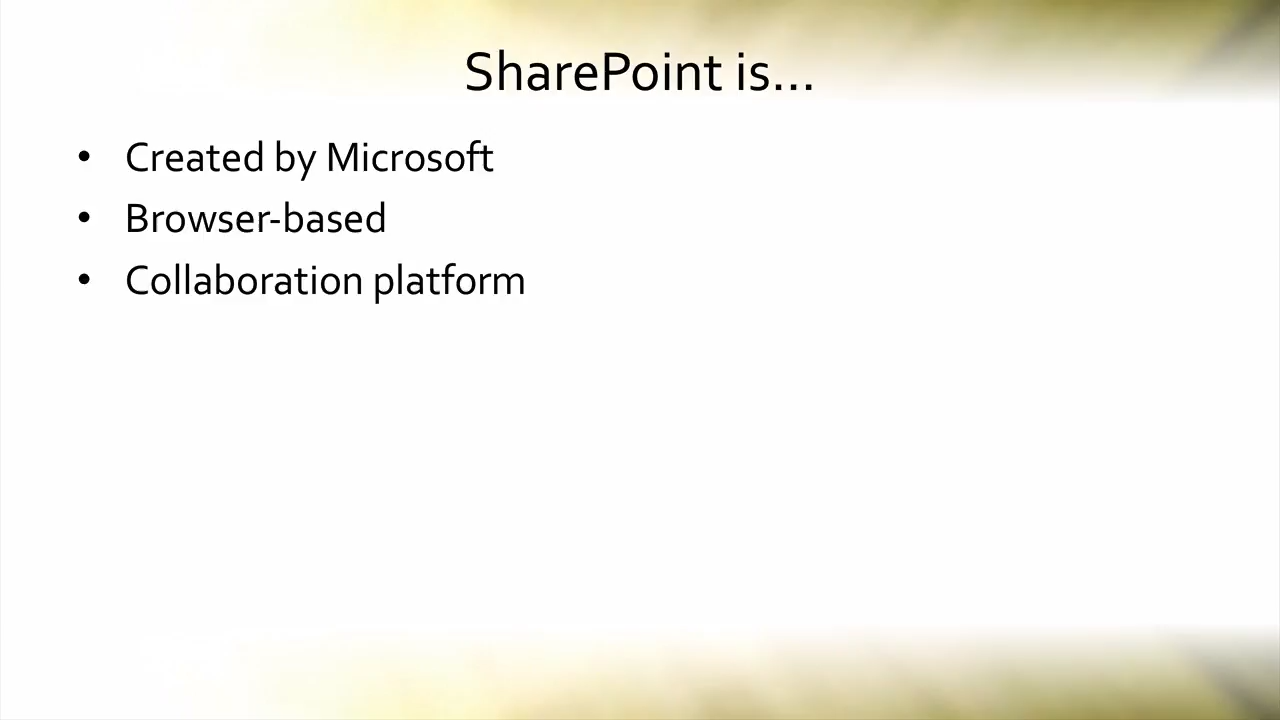 SharePoint is...
• Created by Microsoft
• Browser-based
• Collaboration platform